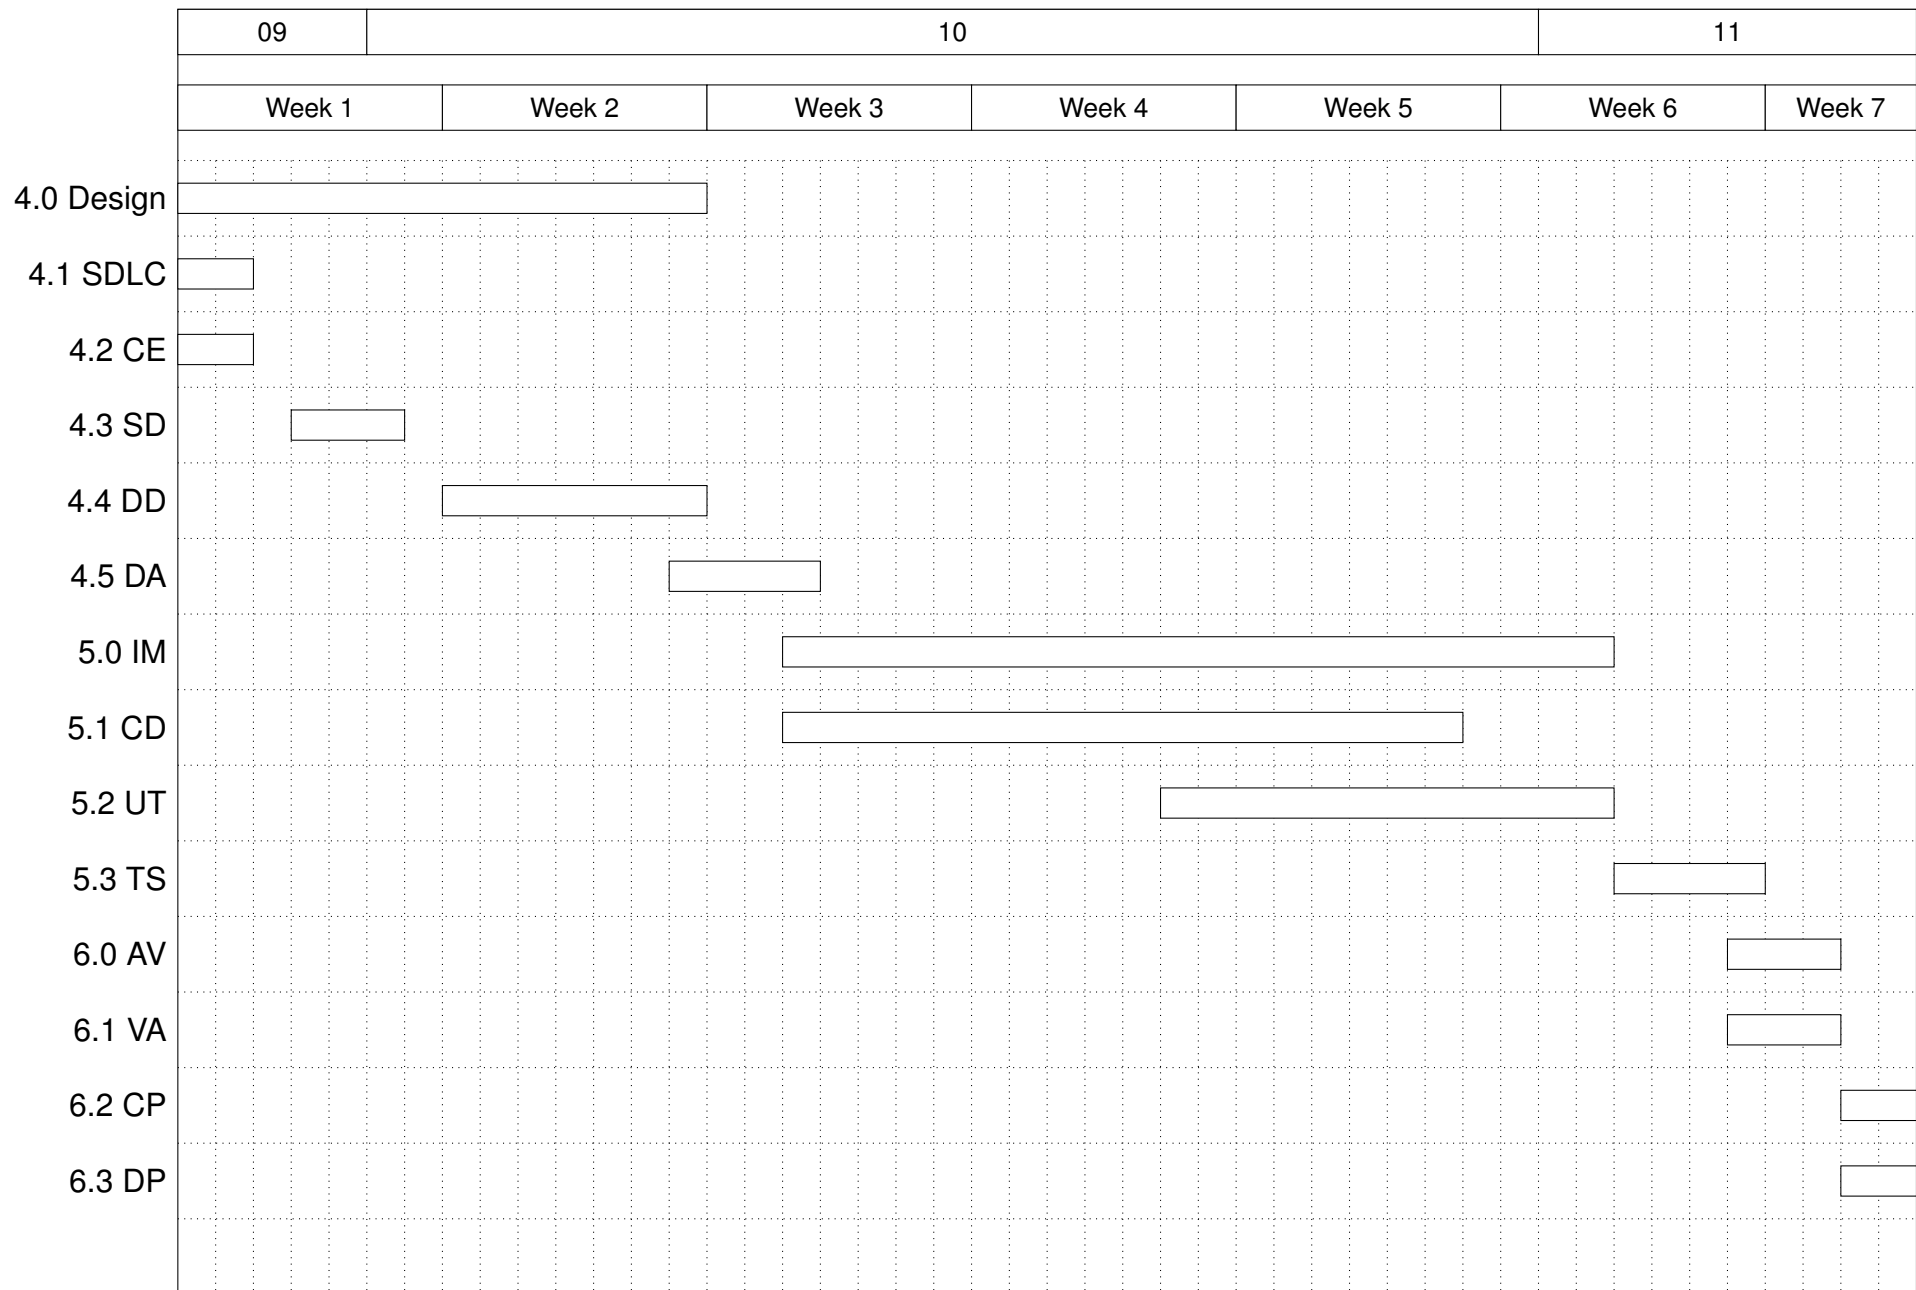 09 10 11
Week 1 Week 2 Week 3 Week 4 Week 5 Week 6 Week 7
4.0 Design
4.1 SDLC
4.2 CE
4.3 SD
4.4 DD
4.5 DA
5.0 IM
5.1 CD
5.2 UT
5.3 TS
6.0 AV
6.1 VA
6.2 CP
6.3 DP